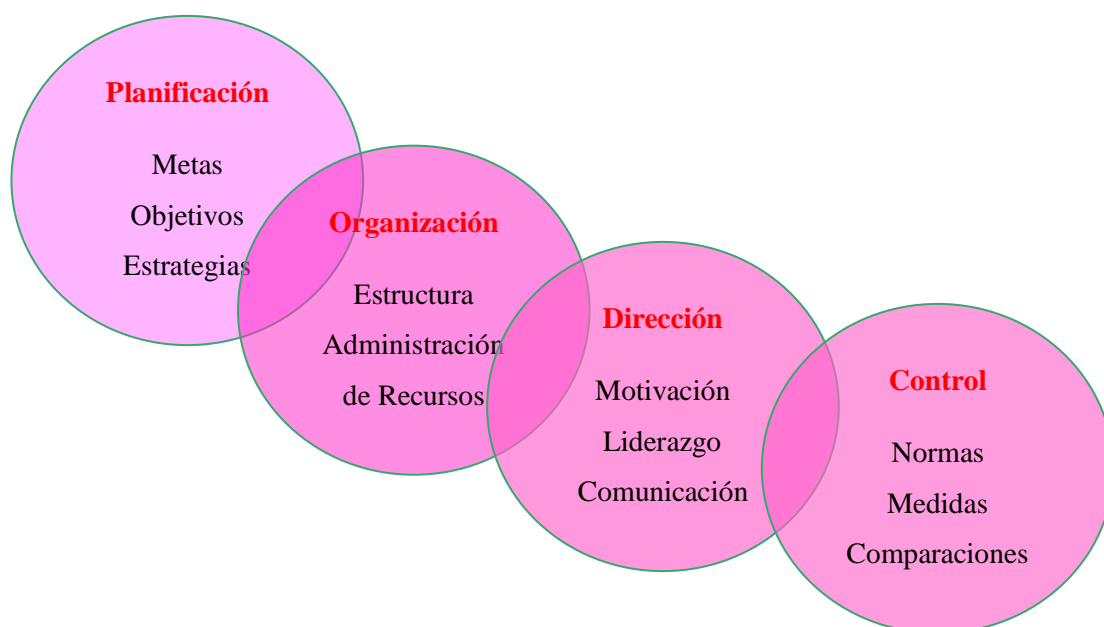 Planificación
Metas
Objetivos
Estrategias
Organización
Estructura
Administración
de Recursos
Dirección
Motivación
Liderazgo
Comunicación
Control
Normas
Medidas
Comparaciones